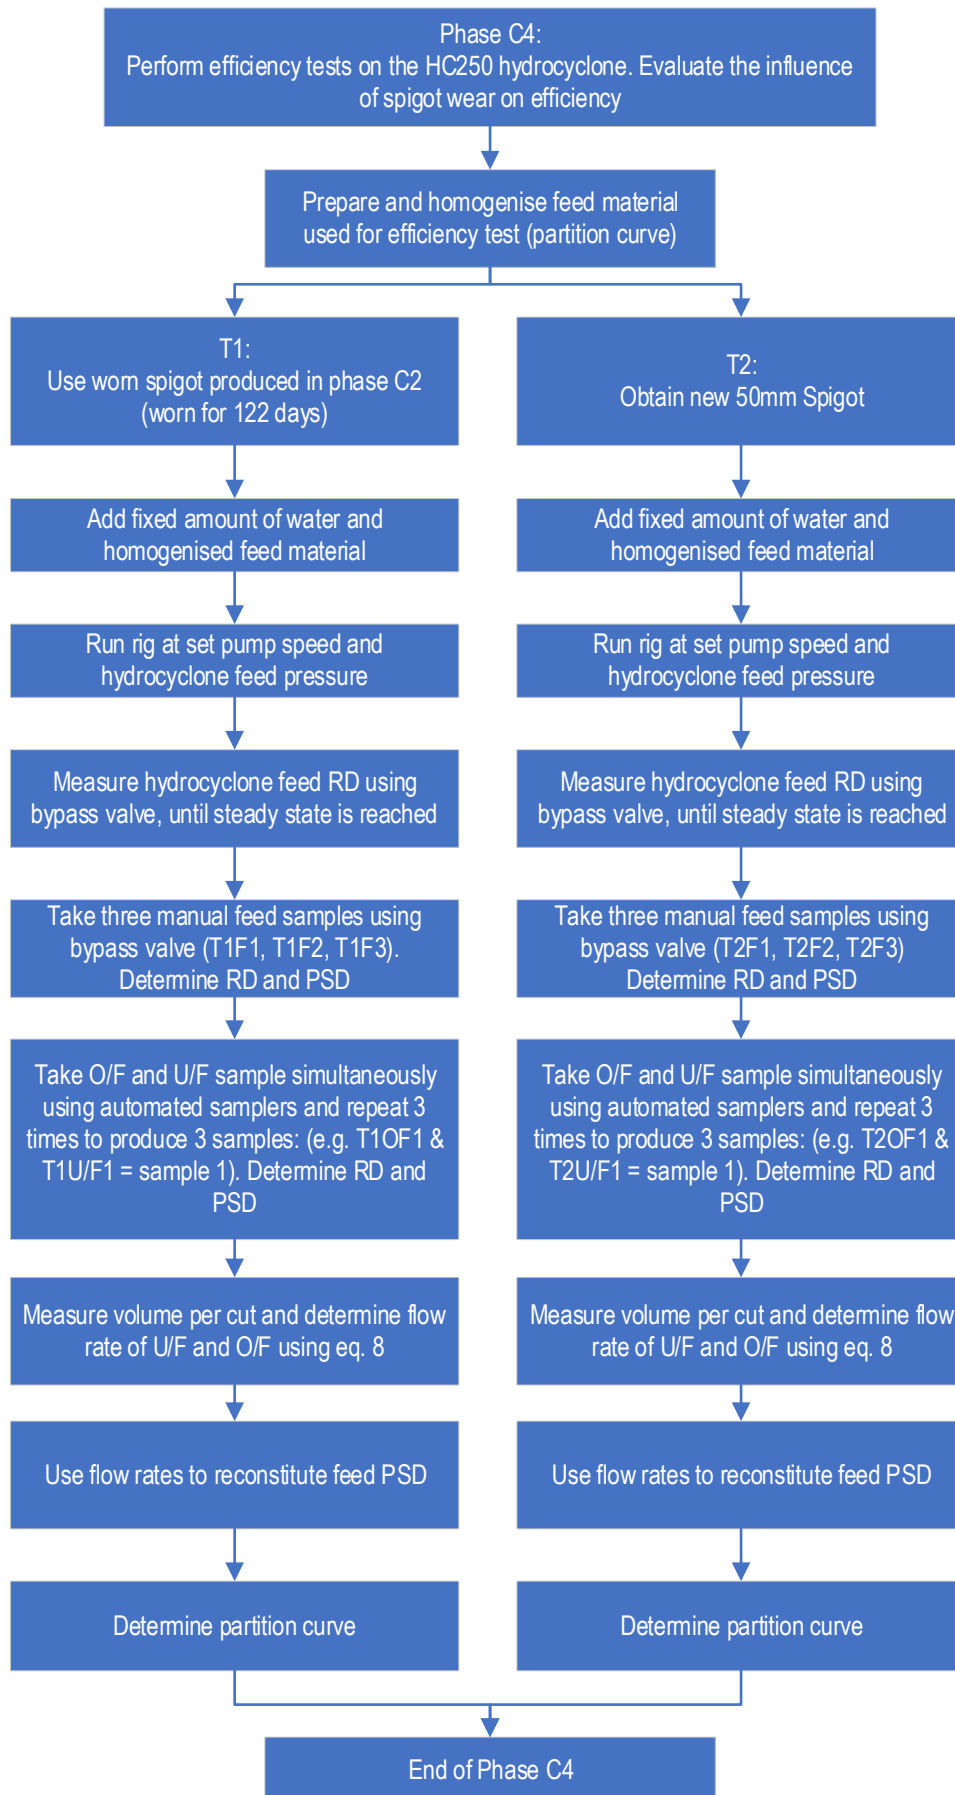 Phase C4:
Perform efficiency tests on the HC250 hydrocyclone. Evaluate the influence
of spigot wear on efficiency
Prepare and homogenise feed material
used for efficiency test (partition curve)
T1:
Use worn spigot produced in phase C2
(worn for 122 days)
Add fixed amount of water and
homogenised feed material
Run rig at set pump speed and
hydrocyclone feed pressure
Measure hydrocyclone feed RD using
bypass valve, until steady state is reached
Take three manual feed samples using
bypass valve (T1F1, T1F2, T1F3).
Determine RD and PSD
Take O/F and U/F sample simultaneously
using automated samplers and repeat 3
times to produce 3 samples: (e.g. T1OF1 &
T1U/F1 = sample 1). Determine RD and
PSD
Measure volume per cut and determine flow
rate of U/F and O/F using eq. 8
Use flow rates to reconstitute feed PSD
Determine partition curve
T2:
Obtain new 50mm Spigot
Add fixed amount of water and
homogenised feed material
Run rig at set pump speed and
hydrocyclone feed pressure
Measure hydrocyclone feed RD using
bypass valve, until steady state is reached
Take three manual feed samples using
bypass valve (T2F1, T2F2, T2F3)
Determine RD and PSD
Take O/F and U/F sample simultaneously
using automated samplers and repeat 3
times to produce 3 samples: (e.g. T2OF1 &
T2U/F1 = sample 1). Determine RD and
PSD
Measure volume per cut and determine flow
rate of U/F and O/F using eq. 8
Use flow rates to reconstitute feed PSD
Determine partition curve
End of Phase C4